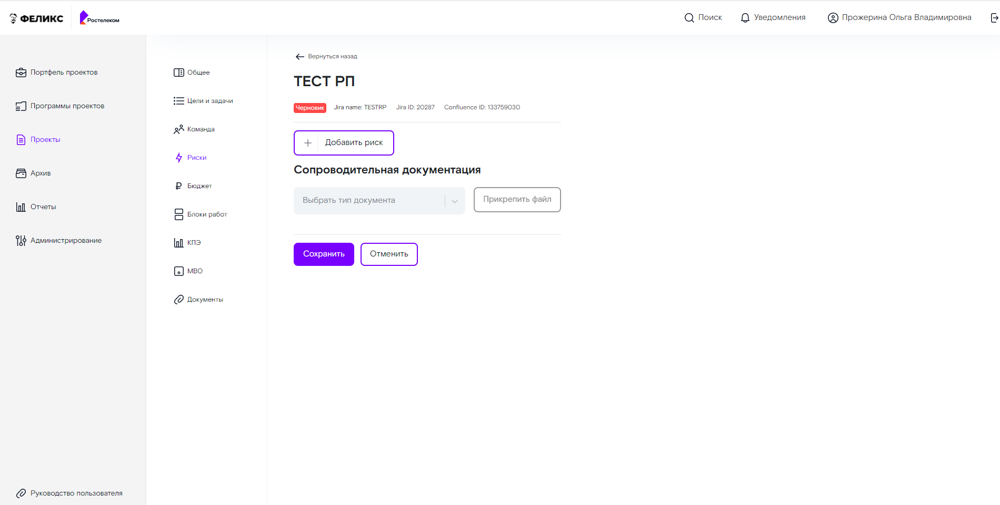 ФЕЛИКС
Ростелеком
Поиск
Уведомления
Прожерина Ольга Владимировна
Портфель проектов
Программы проектов
Проекты
Архив
Отчеты
Администрирование
Руководство пользователя
Общее
Цели и задачи
Команда
Риски
Бюджет
Блоки работ
КПЭ
МВО
Документы
Вернуться назад
ТЕСТ РП
Черновик Jira name: TESTRP Jira ID: 20287 Confluence ID: 133759030
Добавить риск
Сопроводительная документация
Выбрать тип документа
Прикрепить файл
Сохранить
Отменить